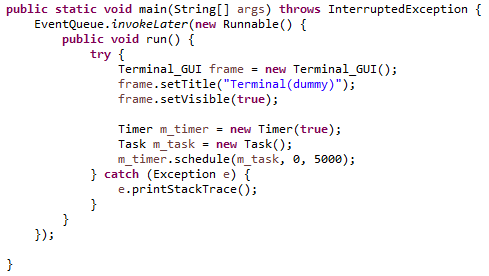 public static void main(String[] args) throws InterruptedException {
    EventQueue.invokeLater(new Runnable() {
        public void run() {
            try {
                Terminal_GUI frame = new Terminal_GUI();
                frame.setTitle("Terminal(dummy)");
                frame.setVisible(true);

                Timer m_timer = new Timer(true);
                Task m_task = new Task();
                m_timer.schedule(m_task, 0, 5000);
            } catch (Exception e) {
                e.printStackTrace();
            }
        }
    });

}